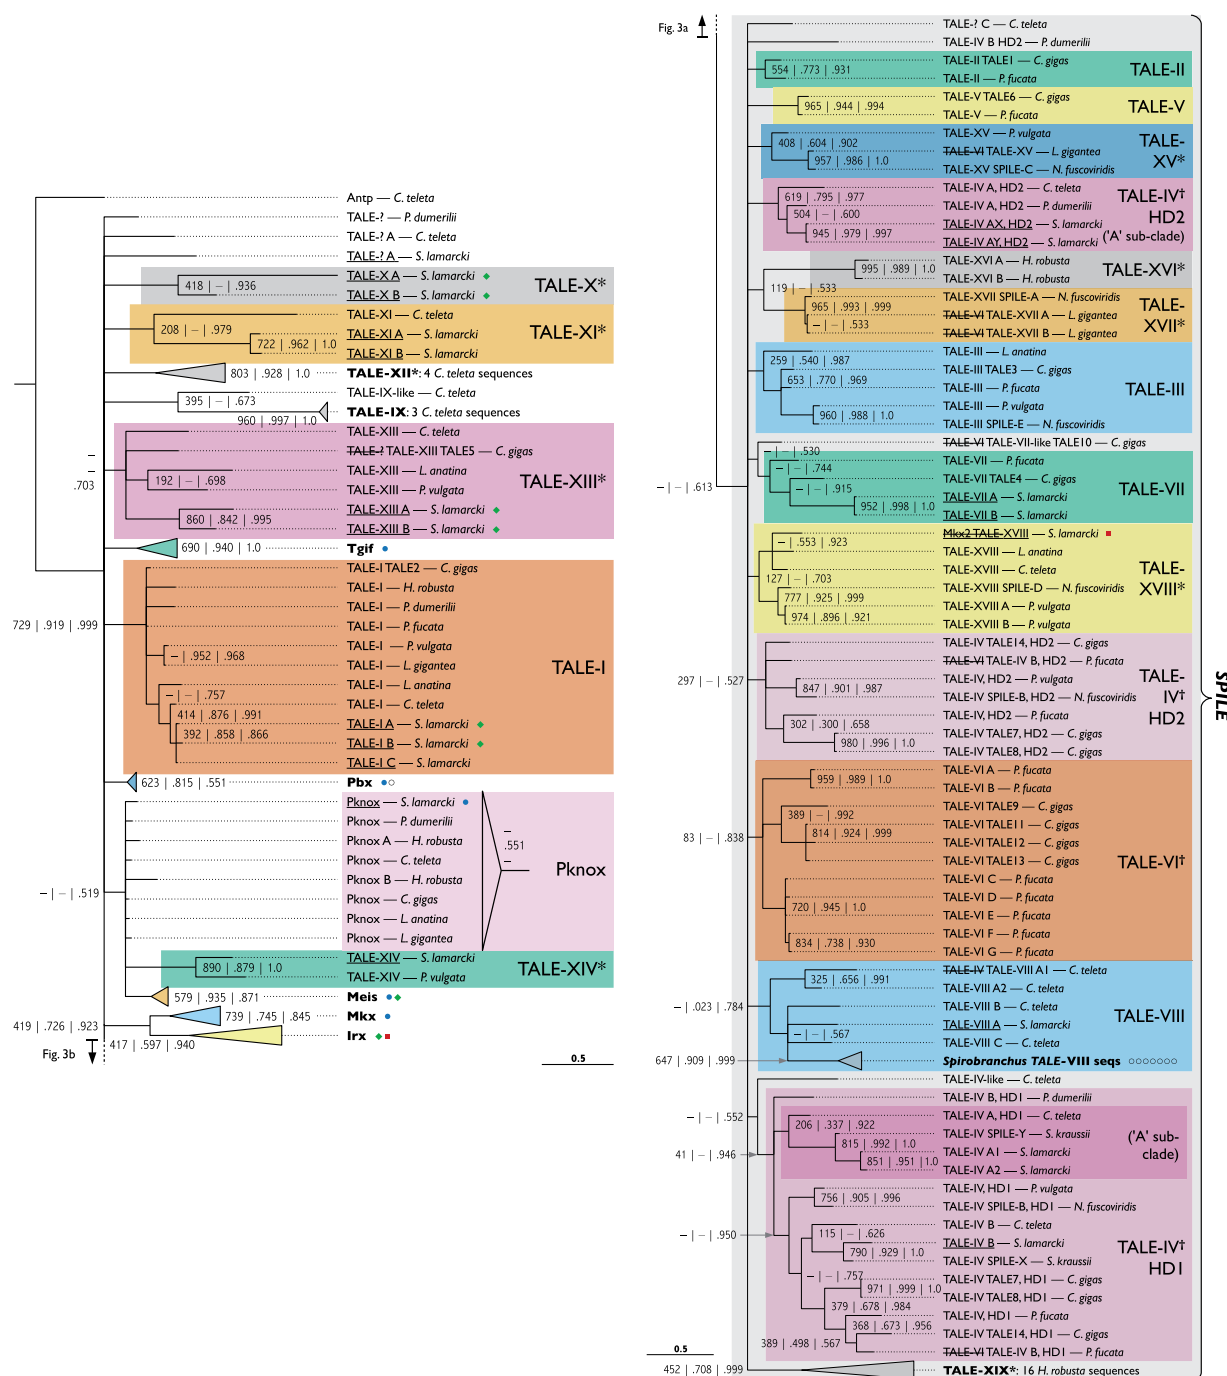 Antp — C. teleta
TALE-? — P. dumerilii
TALE-? A — C. teleta
TALE-? A — S. lamarcki
TALE-X A — S. lamarcki
418 | – | .936
TALE-X*
TALE-X B — S. lamarcki
TALE-XI — C. teleta
208 | – | .979
TALE-XI*
TALE-XI A — S. lamarcki
722 | .962 | 1.0
TALE-XI B — S. lamarcki
803 | .928 | 1.0
TALE-XII*: 4 C. teleta sequences
TALE-IX-like — C. teleta
395 | – | .673
TALE-IX: 3 C. teleta sequences
960 | .997 | 1.0
TALE-XIII — C. teleta
TALE-? TALE-XIII TALE5 — C. gigas
–
–
.703
TALE-XIII — L. anatina
192 | – | .698
TALE-XIII*
TALE-XIII — P. vulgata
TALE-XIII A — S. lamarcki
860 | .842 | .995
TALE-XIII B — S. lamarcki
690 | .940 | 1.0
Tgif
TALE-I TALE2 — C. gigas
TALE-I — H. robusta
TALE-I — P. dumerilii
729 | .919 | .999
TALE-I — P. fucata
TALE-I — P. vulgata
– | .952 | .968
TALE-I — L. gigantea
TALE-I
TALE-I — L. anatina
– | – | .757
TALE-I — C. teleta
414 | .876 | .991
TALE-I A — S. lamarcki
392 | .858 | .866
TALE-I B — S. lamarcki
TALE-I C — S. lamarcki
623 | .815 | .551
Pbx
Pknox — S. lamarcki
Pknox — P. dumerilii
Pknox A — H. robusta
–
.551
–
Pknox — C. teleta
Pknox
Pknox B — H. robusta
– | – | .519
Pknox — C. gigas
Pknox — L. anatina
Pknox — L. gigantea
TALE-XIV — S. lamarcki
890 | .879 | 1.0
TALE-XIV*
TALE-XIV — P. vulgata
579 | .935 | .871
Meis
739 | .745 | .845
Mkx
419 | .726 | .923
Irx
417 | .597 | .940
Fig. 3b
0.5
Fig. 3a
TALE-? C — C. teleta
TALE-IV B HD2 — P. dumerilii
TALE-II TALE1 — C. gigas
554 | .773 | .931
TALE-II
TALE-II — P. fucata
TALE-V TALE6 — C. gigas
965 | .944 | .994
TALE-V
TALE-V — P. fucata
TALE-XV — P. vulgata
408 | .604 | .902
TALE-
XV*
TALE-VI TALE-XV — L. gigantea
957 | .986 | 1.0
TALE-XV SPILE-C — N. fuscoviridis
TALE-IV A, HD2 — C. teleta
619 | .795 | .977
TALE-IV†
HD2
('A' sub-clade)
TALE-IV A, HD2 — P. dumerilii
504 | – | .600
TALE-IV AX, HD2 — S. lamarcki
945 | .979 | .997
TALE-IV AY, HD2 — S. lamarcki
TALE-XVI A — H. robusta
995 | .989 | 1.0
TALE-XVI*
TALE-XVI B — H. robusta
119 | – | .533
TALE-XVII SPILE-A — N. fuscoviridis
965 | .993 | .999
TALE-
XVII*
TALE-VI TALE-XVII A — L. gigantea
– | – | .533
TALE-VI TALE-XVII B — L. gigantea
TALE-III — L. anatina
259 | .540 | .987
TALE-III TALE3 — C. gigas
653 | .770 | .969
TALE-III — P. fucata
TALE-III
TALE-III — P. vulgata
960 | .988 | 1.0
TALE-III SPILE-E — N. fuscoviridis
TALE-VI TALE-VII-like TALE10 — C. gigas
– | – | .530
TALE-VII — P. fucata
– | – | .744
TALE-VII TALE4 — C. gigas
– | – | .613
– | – | .915
TALE-VII
TALE-VII A — S. lamarcki
952 | .998 | 1.0
TALE-VII B — S. lamarcki
Mkx2 TALE-XVIII — S. lamarcki
– | .553 | .923
TALE-XVIII — L. anatina
TALE-XVIII — C. teleta
TALE-
XVIII*
127 | – | .703
TALE-XVIII SPILE-D — N. fuscoviridis
777 | .925 | .999
TALE-XVIII A — P. vulgata
974 | .896 | .921
TALE-XVIII B — P. vulgata
TALE-IV TALE14, HD2 — C. gigas
TALE-VI TALE-IV B, HD2 — P. fucata
297 | – | .527
TALE-IV, HD2 — P. vulgata
847 | .901 | .987
TALE-
IV†
HD2
TALE-IV SPILE-B, HD2 — N. fuscoviridis
TALE-IV, HD2 — P. fucata
302 | .300 | .658
TALE-IV TALE7, HD2 — C. gigas
980 | .996 | 1.0
TALE-IV TALE8, HD2 — C. gigas
SPILE
TALE-VI A — P. fucata
959 | .989 | 1.0
TALE-VI B — P. fucata
TALE-VI TALE9 — C. gigas
389 | – | .992
TALE-VI TALE11 — C. gigas
83 | – | .838
814 | .924 | .999
TALE-VI TALE12 — C. gigas
TALE-VI TALE13 — C. gigas
TALE-VI†
TALE-VI C — P. fucata
TALE-VI D — P. fucata
720 | .945 | 1.0
TALE-VI E — P. fucata
TALE-VI F — P. fucata
834 | .738 | .930
TALE-VI G — P. fucata
TALE-IV TALE-VIII A1 — C. teleta
325 | .656 | .991
TALE-VIII A2 — C. teleta
– | .023 | .784
TALE-VIII B — C. teleta
TALE-VIII
TALE-VIII A — S. lamarcki
– | – | .567
TALE-VIII C — C. teleta
647 | .909 | .999
Spirobranchus TALE-VIII seqs
TALE-IV-like — C. teleta
TALE-IV B, HD1 — P. dumerilii
– | – | .552
TALE-IV A, HD1 — C. teleta
206 | .337 | .922
TALE-IV SPILE-Y — S. kraussii
('A' sub-
clade)
815 | .992 | 1.0
41 | – | .946
TALE-IV A1 — S. lamarcki
851 | .951 | 1.0
TALE-IV A2 — S. lamarcki
TALE-IV, HD1 — P. vulgata
756 | .905 | .996
TALE-IV SPILE-B, HD1 — N. fuscoviridis
TALE-IV B — C. teleta
– | – | .950
115 | – | .626
TALE-IV B — S. lamarcki
TALE-IV†
HD1
790 | .929 | 1.0
TALE-IV SPILE-X — S. kraussii
– | – | .757
TALE-IV TALE7, HD1 — C. gigas
971 | .999 | 1.0
TALE-IV TALE8, HD1 — C. gigas
379 | .678 | .984
TALE-IV, HD1 — P. fucata
368 | .673 | .956
TALE-IV TALE14, HD1 — C. gigas
389 | .498 | .567
TALE-VI TALE-IV B, HD1 — P. fucata
0.5
452 | .708 | .999
TALE-XIX*: 16 H. robusta sequences